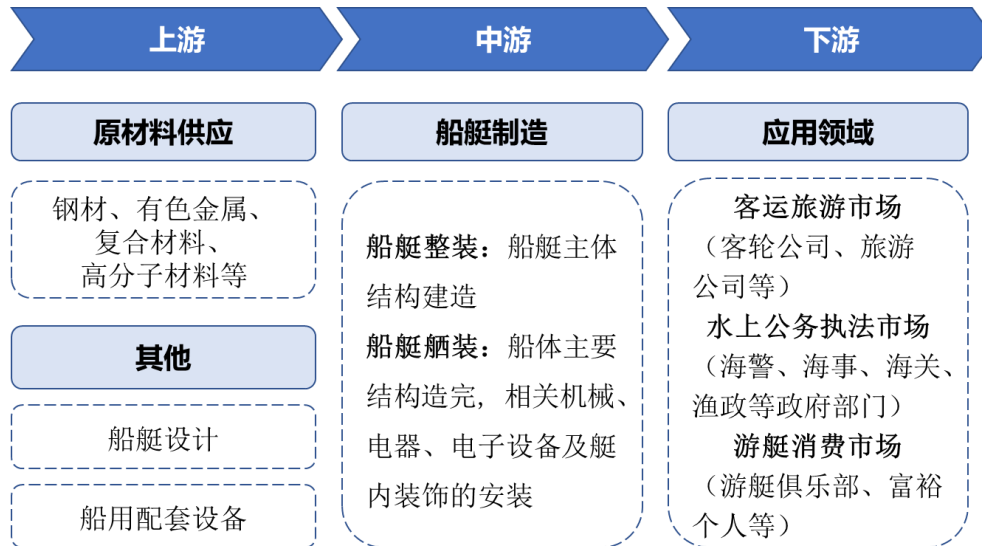 上游
中游
下游
原材料供应
钢材、有色金属、
复合材料、
高分子材料等
其他
船艇设计
船用配套设备
船艇制造
船艇整装：船艇主体
结构建造
船艇舾装：船体主要
结构造完，相关机械、
电器、电子设备及艇
内装饰的安装
应用领域
客运旅游市场
（客轮公司、旅游
公司等）
水上公务执法市场
（海警、海事、海关、
渔政等政府部门）
游艇消费市场
（游艇俱乐部、富裕
个人等）